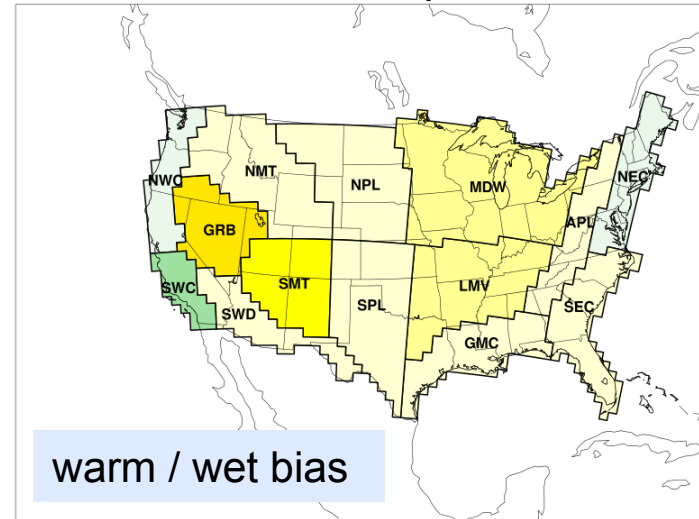 NWC
NMT
NPL
MDW
NEC
GRB
APL
SWC
SMT
SWD
SPL
LMV
SEC
GMC
warm / wet bias